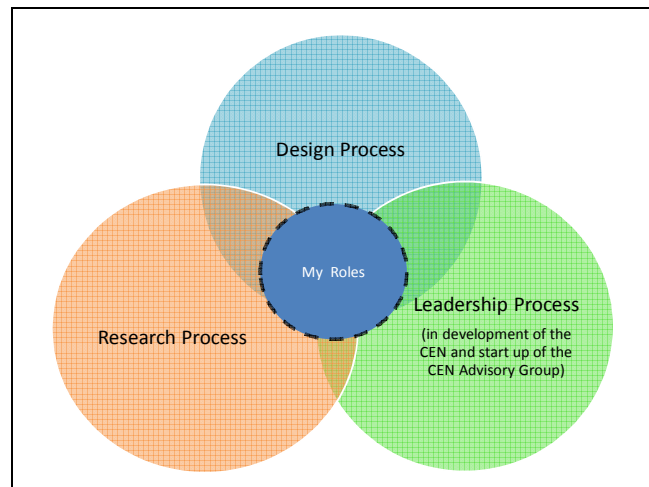 Design Process
My Roles
Research Process
Leadership Process
(in development of the
CEN and start up of the
CEN Advisory Group)